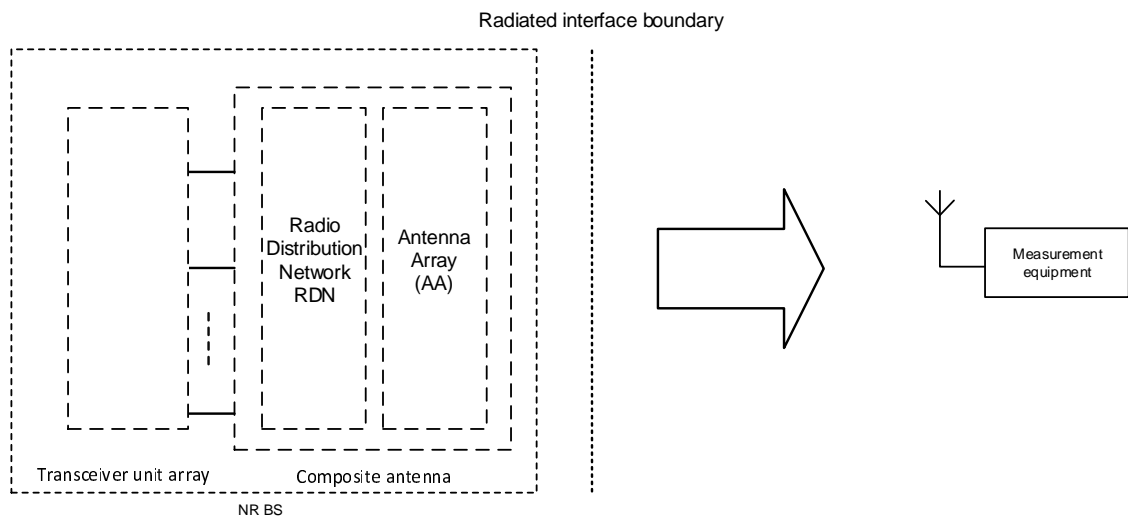 Radiated interface boundary
Radio
Distribution
Network
RDN
Antenna
Array
(AA)
Measurement
equipment
Transceiver unit array
Composite antenna
NR BS